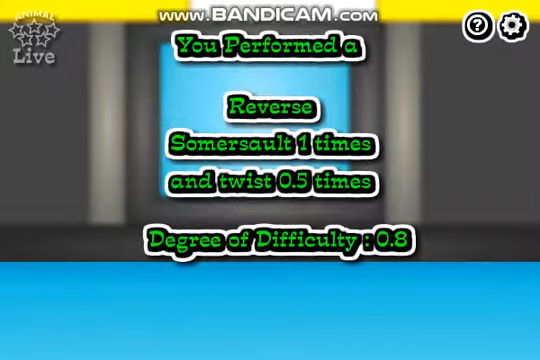 www.BANDICAM.com
ANIMAL
Live
?
You Performed a
Reverse
Somersault 1 times
and twist 0.5 times
Degree of Difficulty : 0.8